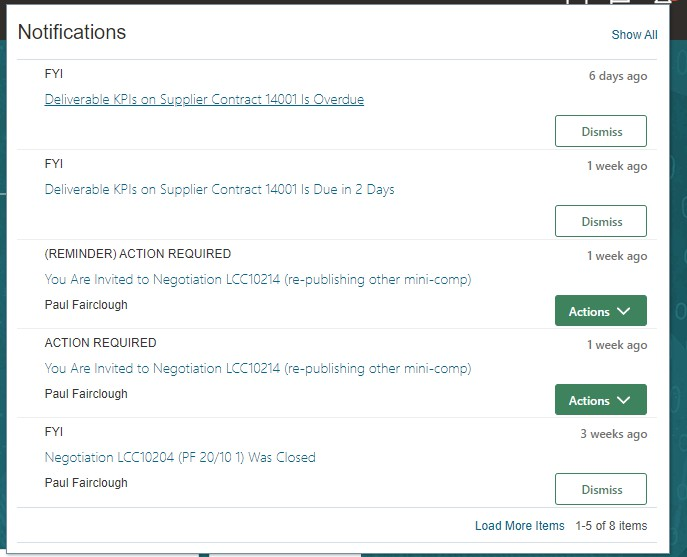 Notifications
Show All
FYI
6 days ago
Deliverable KPIs on Supplier Contract 14001 Is Overdue
Dismiss
FYI
1 week ago
Deliverable KPIs on Supplier Contract 14001 Is Due in 2 Days
Dismiss
(REMINDER) ACTION REQUIRED
1 week ago
You Are Invited to Negotiation LCC10214 (re-publishing other mini-comp)
Paul Fairclough
Actions
ACTION REQUIRED
1 week ago
You Are Invited to Negotiation LCC10214 (re-publishing other mini-comp)
Paul Fairclough
Actions
FYI
3 weeks ago
Negotiation LCC10204 (PF 20/10 1) Was Closed
Paul Fairclough
Dismiss
Load More Items 1-5 of 8 items